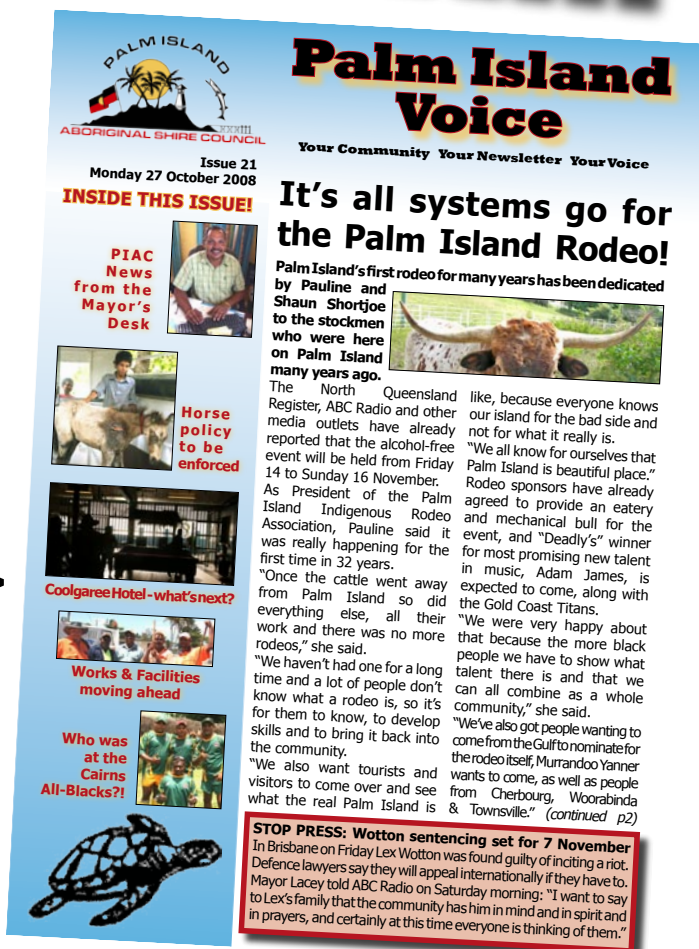 PALM ISLAND
xxxiii
ABORIGINAL SHIRE COUNCIL
Palm Island
Voice
Your Community Your Newsletter Your Voice
Issue 21
Monday 27 October 2008
INSIDE THIS ISSUE!
PIAC
News
from the
Mayor's
Desk
Horse
policy
to be
enforced
Coolgaree Hotel - what's next?
Works & Facilities
moving ahead
Who was
at the
Cairns
All-Blacks?!
It's all systems go for
the Palm Island Rodeo!
Palm Island's first rodeo for many years has been dedicated
by Pauline and
Shaun Shortjoe
to the stockmen
who were here
on Palm Island
many years ago.
The North Queensland
Register, ABC Radio and other
media outlets have already
reported that the alcohol-free
event will be held from Friday
14 to Sunday 16 November.
As President of the Palm
Island Indigenous Rodeo
Association, Pauline said it
was really happening for the
first time in 32 years.
"Once the cattle went away
from Palm Island so did
everything else, all their
work and there was no more
rodeos," she said.
"We haven't had one for a long
time and a lot of people don't
know what a rodeo is, so it's
for them to know, to develop
skills and to bring it back into
the community.
"We also want tourists and
visitors to come over and see
what the real Palm Island is
like, because everyone knows
our island for the bad side and
not for what it really is.
"We all know for ourselves that
Palm Island is beautiful place."
Rodeo sponsors have already
agreed to provide an eatery
and mechanical bull for the
event, and "Deadly's" winner
for most promising new talent
in music, Adam James, is
expected to come, along with
the Gold Coast Titans.
"We were very happy about
that because the more black
people we have to show what
talent there is and that we
can all combine as a whole
community," she said.
"We've also got people wanting to
come from the Gulf to nominate for
the rodeo itself, Murrandoo Yanner
wants to come, as well as people
from Cherbourg, Woorabinda
& Townsville." (continued p2)
STOP PRESS: Wotton sentencing set for 7 November
In Brisbane on Friday Lex Wotton was found guilty of inciting a riot.
Defence lawyers say they will appeal internationally if they have to.
Mayor Lacey told ABC Radio on Saturday morning: "I want to say
to Lex's family that the community has him in mind and in spirit and
in prayers, and certainly at this time everyone is thinking of them."